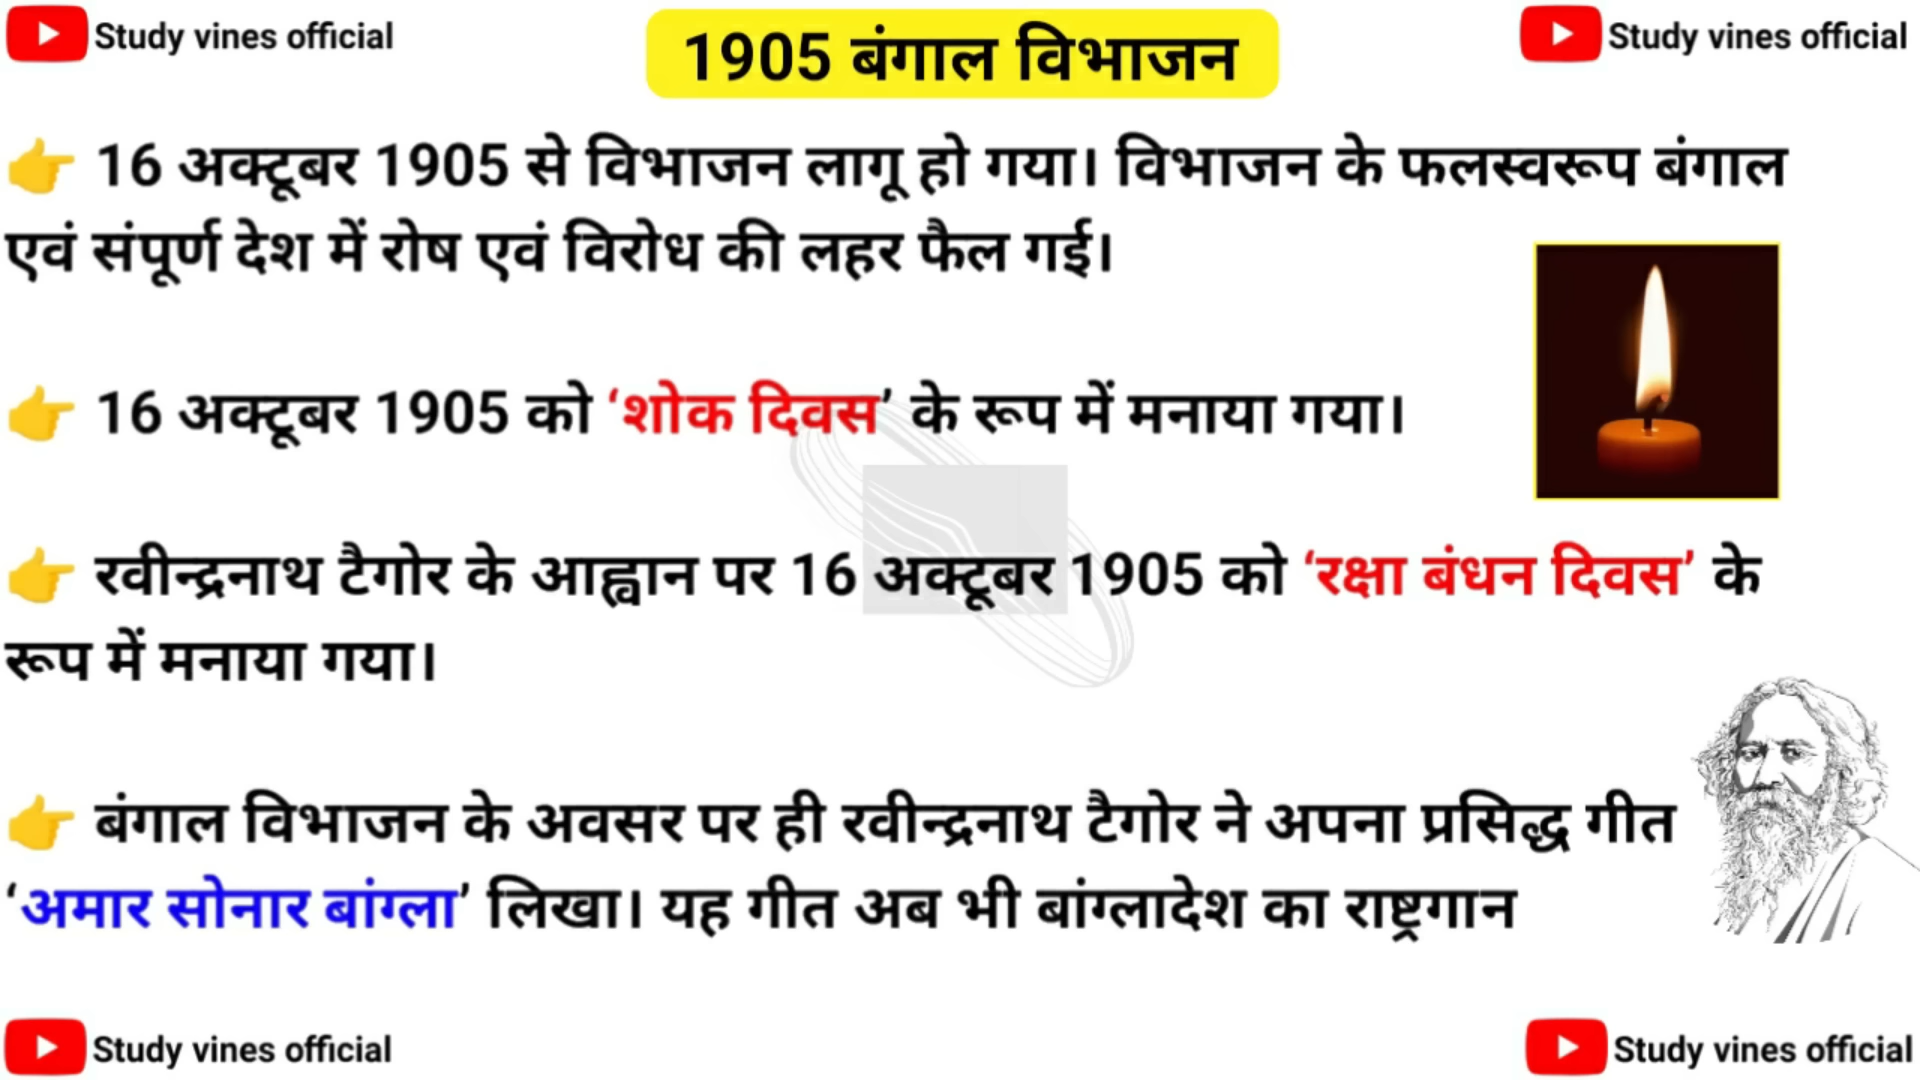 Study vines official
1905 बंगाल विभाजन
Study vines official
👉 16 अक्टूबर 1905 से विभाजन लागू हो गया। विभाजन के फलस्वरूप बंगाल
एवं संपूर्ण देश में रोष एवं विरोध की लहर फैल गई।
👉 16 अक्टूबर 1905 को ‘शोक दिवस’ के रूप में मनाया गया।
👉 रवीन्द्रनाथ टैगोर के आह्वान पर 16 अक्टूबर 1905 को ‘रक्षा बंधन दिवस’ के
रूप में मनाया गया।
👉 बंगाल विभाजन के अवसर पर ही रवीन्द्रनाथ टैगोर ने अपना प्रसिद्ध गीत
‘अमार सोनार बांग्ला’ लिखा। यह गीत अब भी बांग्लादेश का राष्ट्रगान
Study vines official
Study vines official